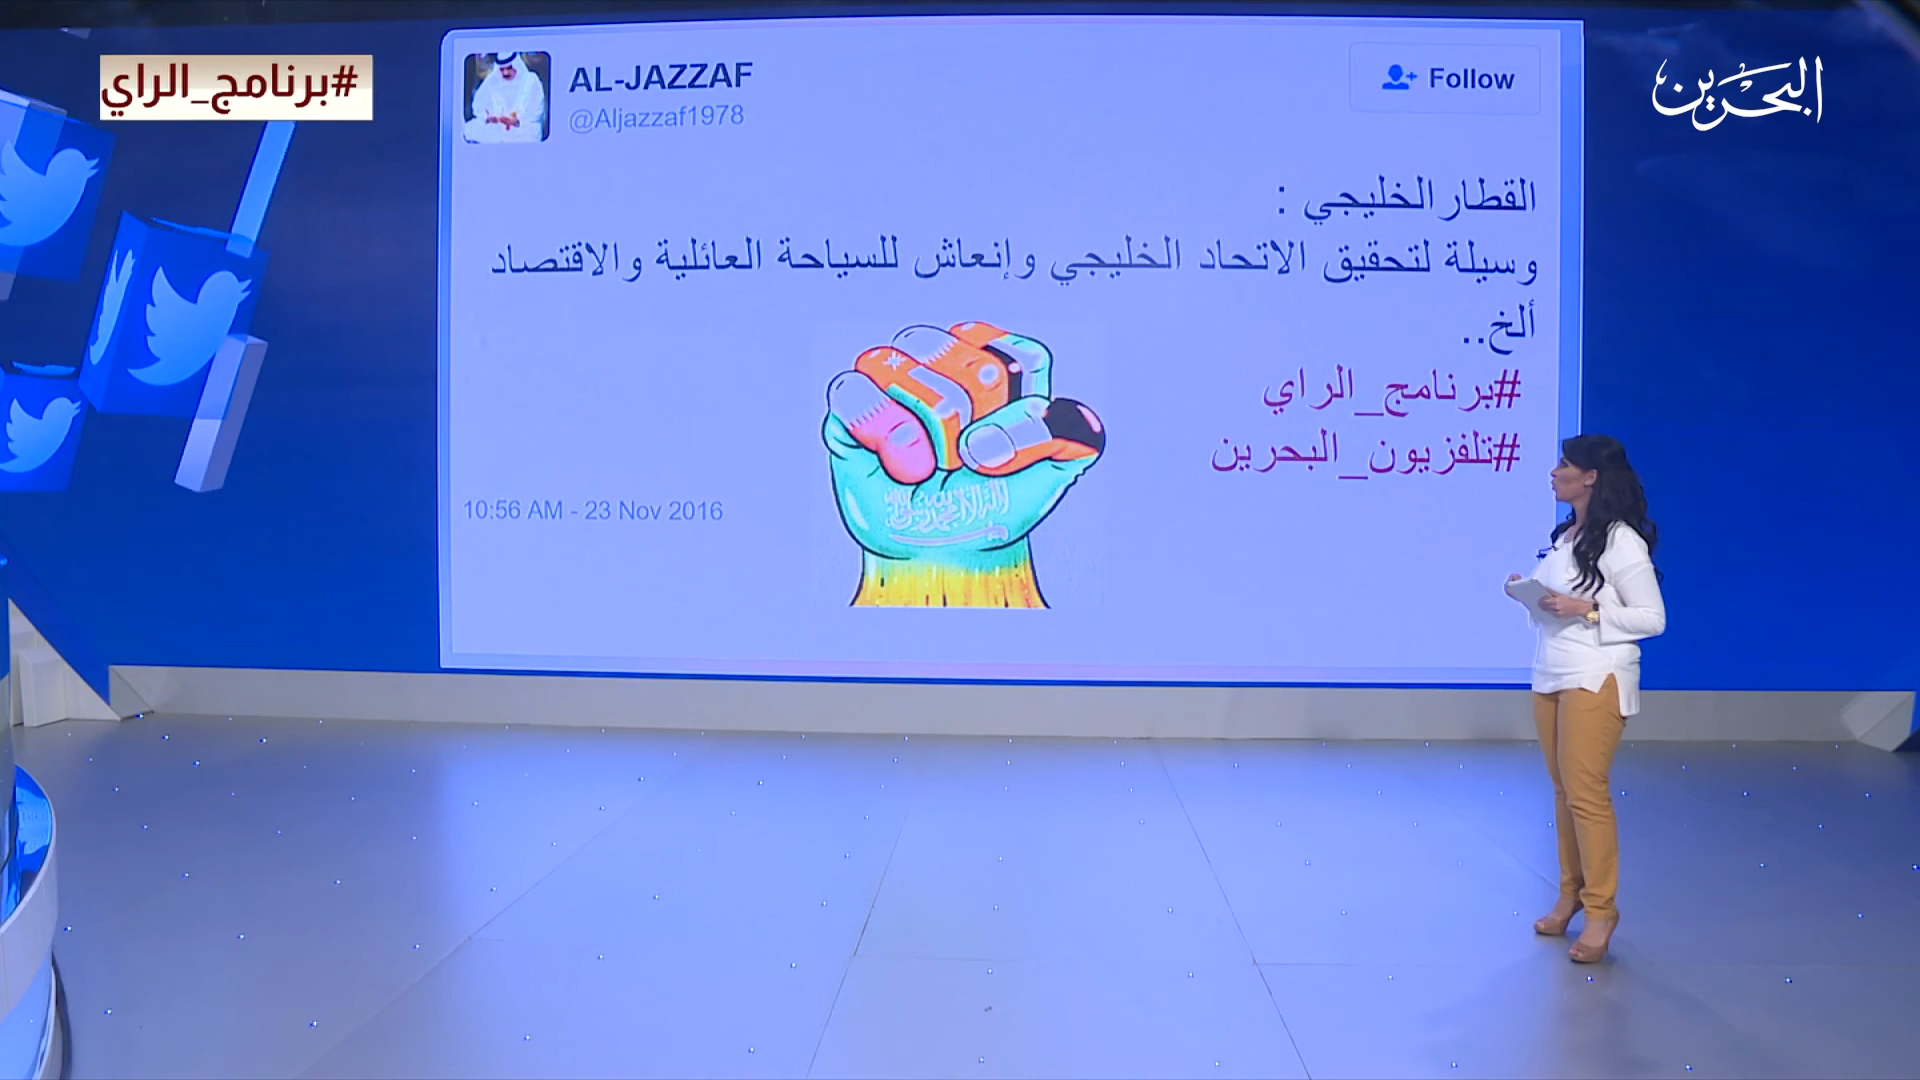 #برنامج_الراي
البحرين
AL-JAZZAF
@Aljazzaf1978
Follow
القطار الخليجي :
وسيلة لتحقيق الاتحاد الخليجي وإنعاش للسياحة العائلية والاقتصاد
ألخ..
#برنامج_الراي
#تلفزيون_البحرين
10:56 AM - 23 Nov 2016